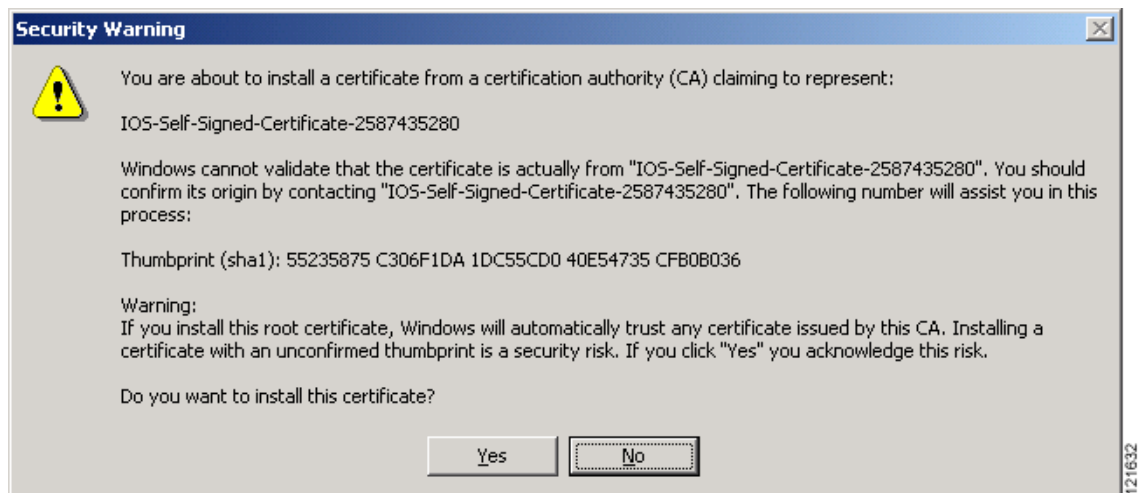 Security Warning
You are about to install a certificate from a certification authority (CA) claiming to represent:
IOS-Self-Signed-Certificate-2587435280
Windows cannot validate that the certificate is actually from "IOS-Self-Signed-Certificate-2587435280". You should
confirm its origin by contacting "IOS-Self-Signed-Certificate-2587435280". The following number will assist you in this
process:
Thumbprint (sha1): 55235875 C306F1DA 1DC55CD0 40E54735 CFB0B036
Warning:
If you install this root certificate, Windows will automatically trust any certificate issued by this CA. Installing a
certificate with an unconfirmed thumbprint is a security risk. If you click "Yes" you acknowledge this risk.
Do you want to install this certificate?
Yes
No
121632